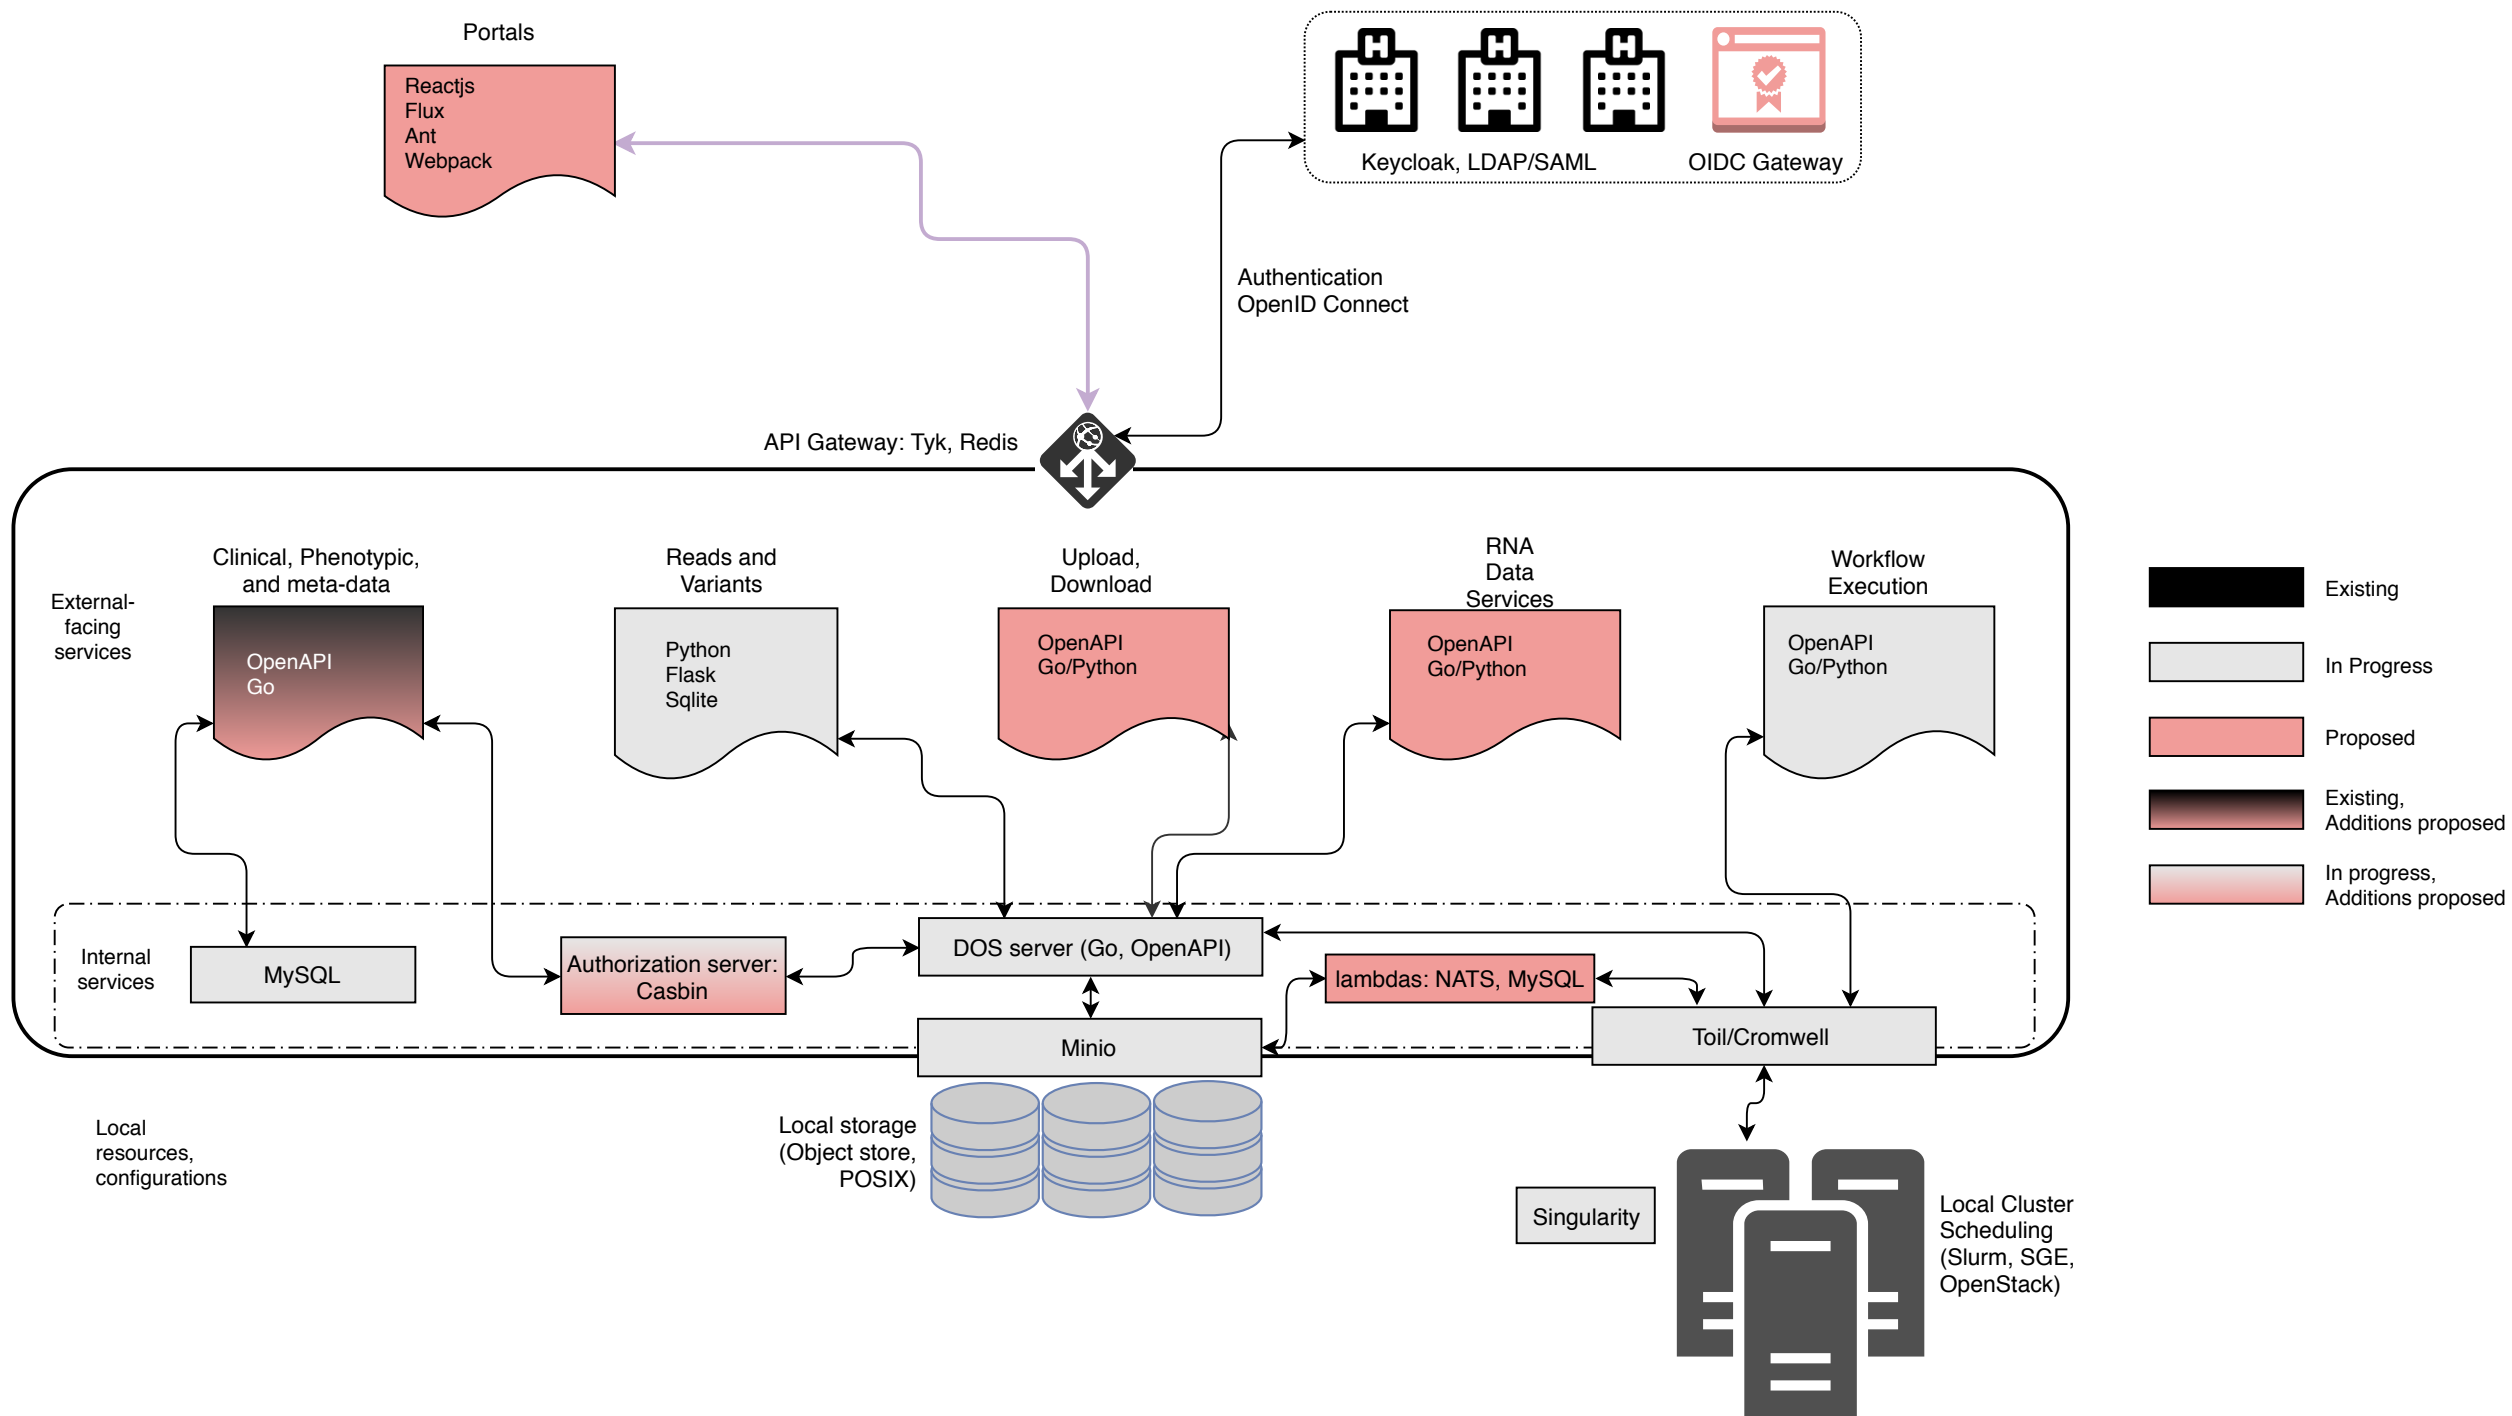 Portals
Reactjs
Flux
Ant
Webpack
Keycloak, LDAP/SAML
OIDC Gateway
Authentication
OpenID Connect
API Gateway: Tyk, Redis
External-
facing
services
Clinical, Phenotypic,
and meta-data
OpenAPI
Go
Reads and
Variants
Python
Flask
Sqlite
Upload,
Download
OpenAPI
Go/Python
RNA
Data
Services
OpenAPI
Go/Python
Workflow
Execution
OpenAPI
Go/Python
Existing
In Progress
Proposed
Existing,
Additions proposed
In progress,
Additions proposed
Internal
services
MySQL
Authorization server:
Casbin
DOS server (Go, OpenAPI)
lambdas: NATS, MySQL
Minio
Toil/Cromwell
Local
resources,
configurations
Local storage
(Object store,
POSIX)
Singularity
Local Cluster
Scheduling
(Slurm, SGE,
OpenStack)